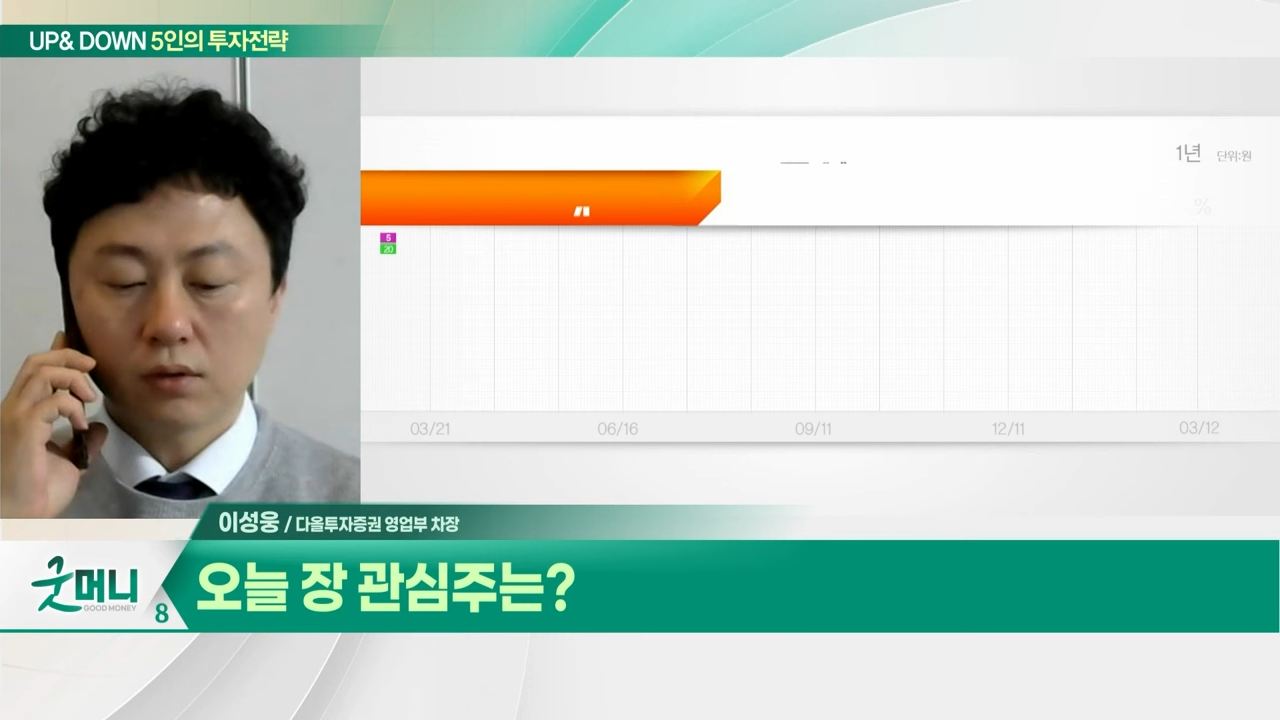 UP& DOWN 5인의 투자전략
1년 단위:원
%
5
20
03/21 06/16 09/11 12/11 03/12
이성웅 / 다올투자증권 영업부 차장
굿머니
GOOD MONEY
8
오늘 장 관심주는?